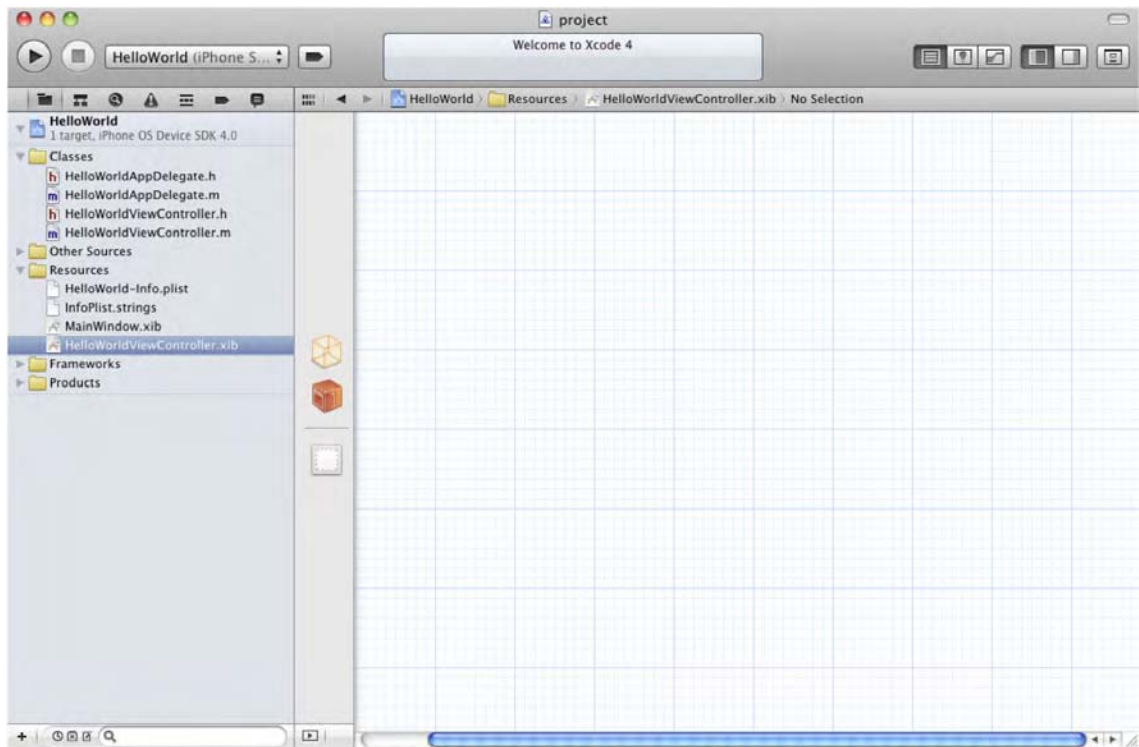 project
HelloWorld (iPhone S...
Welcome to Xcode 4
HelloWorld
Resources
HelloWorldViewController.xib
No Selection
HelloWorld
1 target, iPhone OS Device SDK 4.0
Classes
h HelloWorldAppDelegate.h
m HelloWorldAppDelegate.m
h HelloWorldViewController.h
m HelloWorldViewController.m
Other Sources
Resources
HelloWorld-Info.plist
InfoPlist.strings
MainWindow.xib
HelloWorldViewController.xib
Frameworks
Products